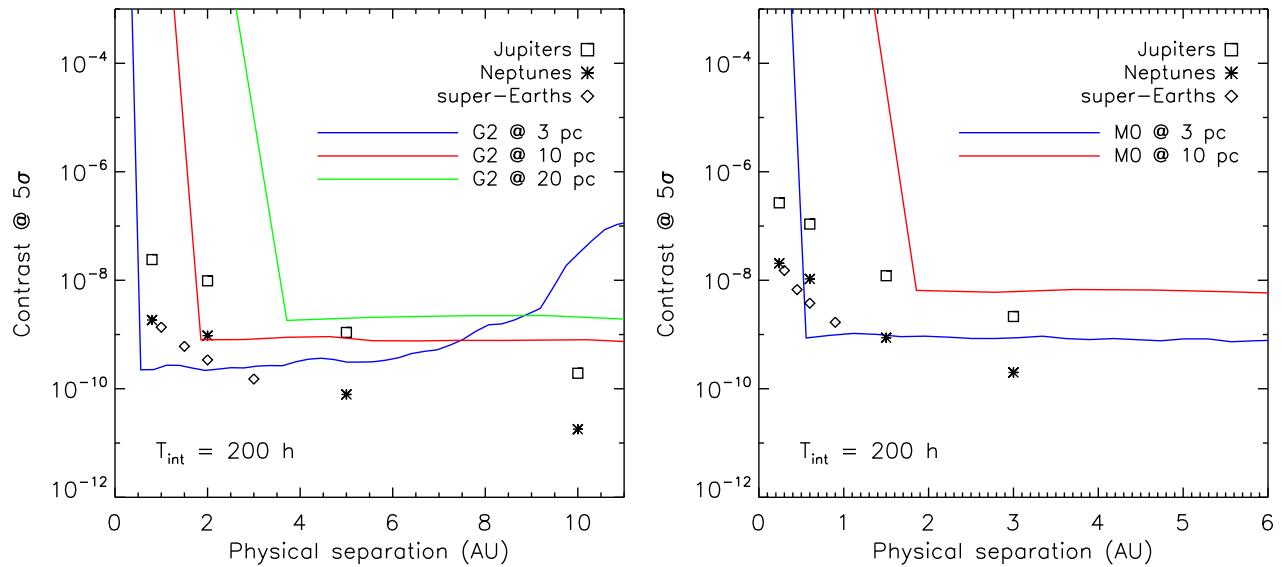 Jupiters
Neptunes
super-Earths
G2 @ 3 pc
G2 @ 10 pc
G2 @ 20 pc
10⁻⁴
10⁻⁶
10⁻⁸
10⁻¹⁰
10⁻¹²
Contrast @ 5σ
T_int = 200 h
0 2 4 6 8 10
Physical separation (AU)
Jupiters
Neptunes
super-Earths
M0 @ 3 pc
M0 @ 10 pc
10⁻⁴
10⁻⁶
10⁻⁸
10⁻¹⁰
10⁻¹²
Contrast @ 5σ
T_int = 200 h
0 1 2 3 4 5 6
Physical separation (AU)